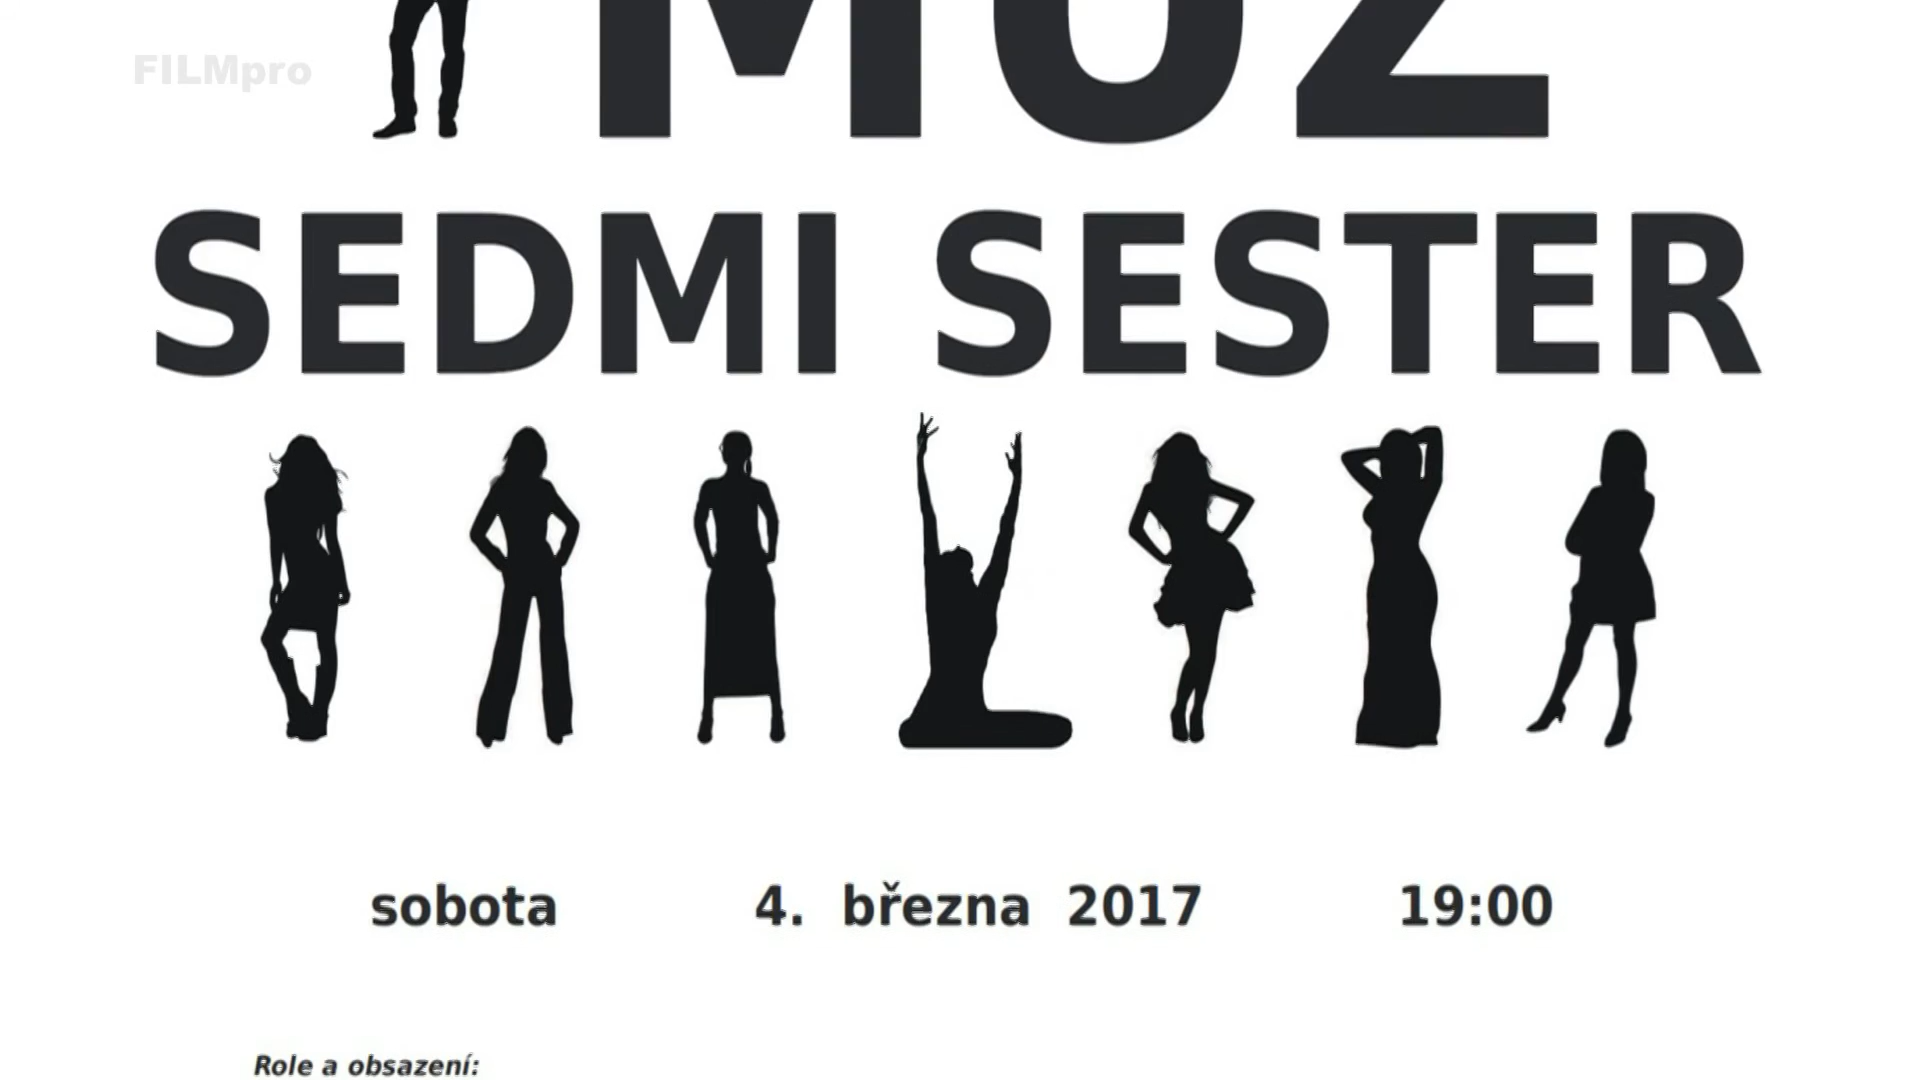 MUŽ
FILMpro
SEDMI SESTER
sobota 4. března 2017 19:00
Role a obsazení: